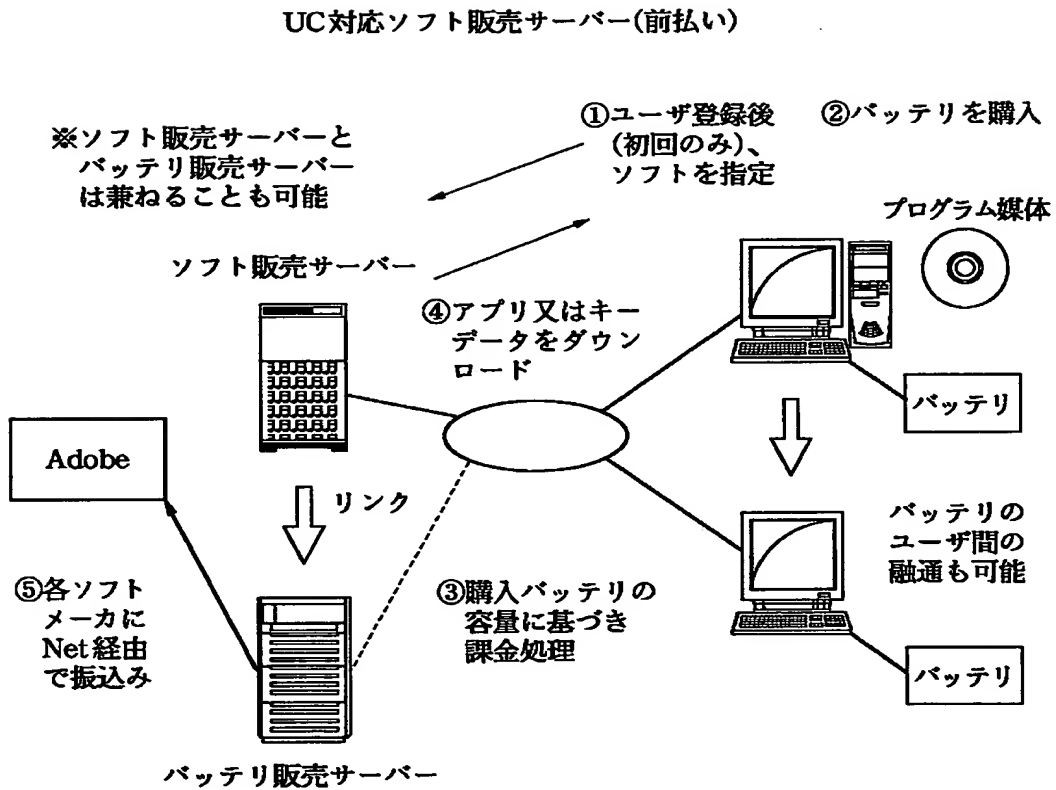 UC対応ソフト販売サーバー(前払い)
①ユーザ登録後
(初回のみ)、
ソフトを指定
②バッテリを購入
※ソフト販売サーバーと
バッテリ販売サーバー
は兼ねることも可能
プログラム媒体
ソフト販売サーバー
④アプリ又はキー
データをダウン
ロード
バッテリ
Adobe
リンク
バッテリの
ユーザ間の
融通も可能
⑤各ソフト
メーカに
Net経由
で振込み
③購入バッテリの
容量に基づき
課金処理
バッテリ
バッテリ販売サーバー